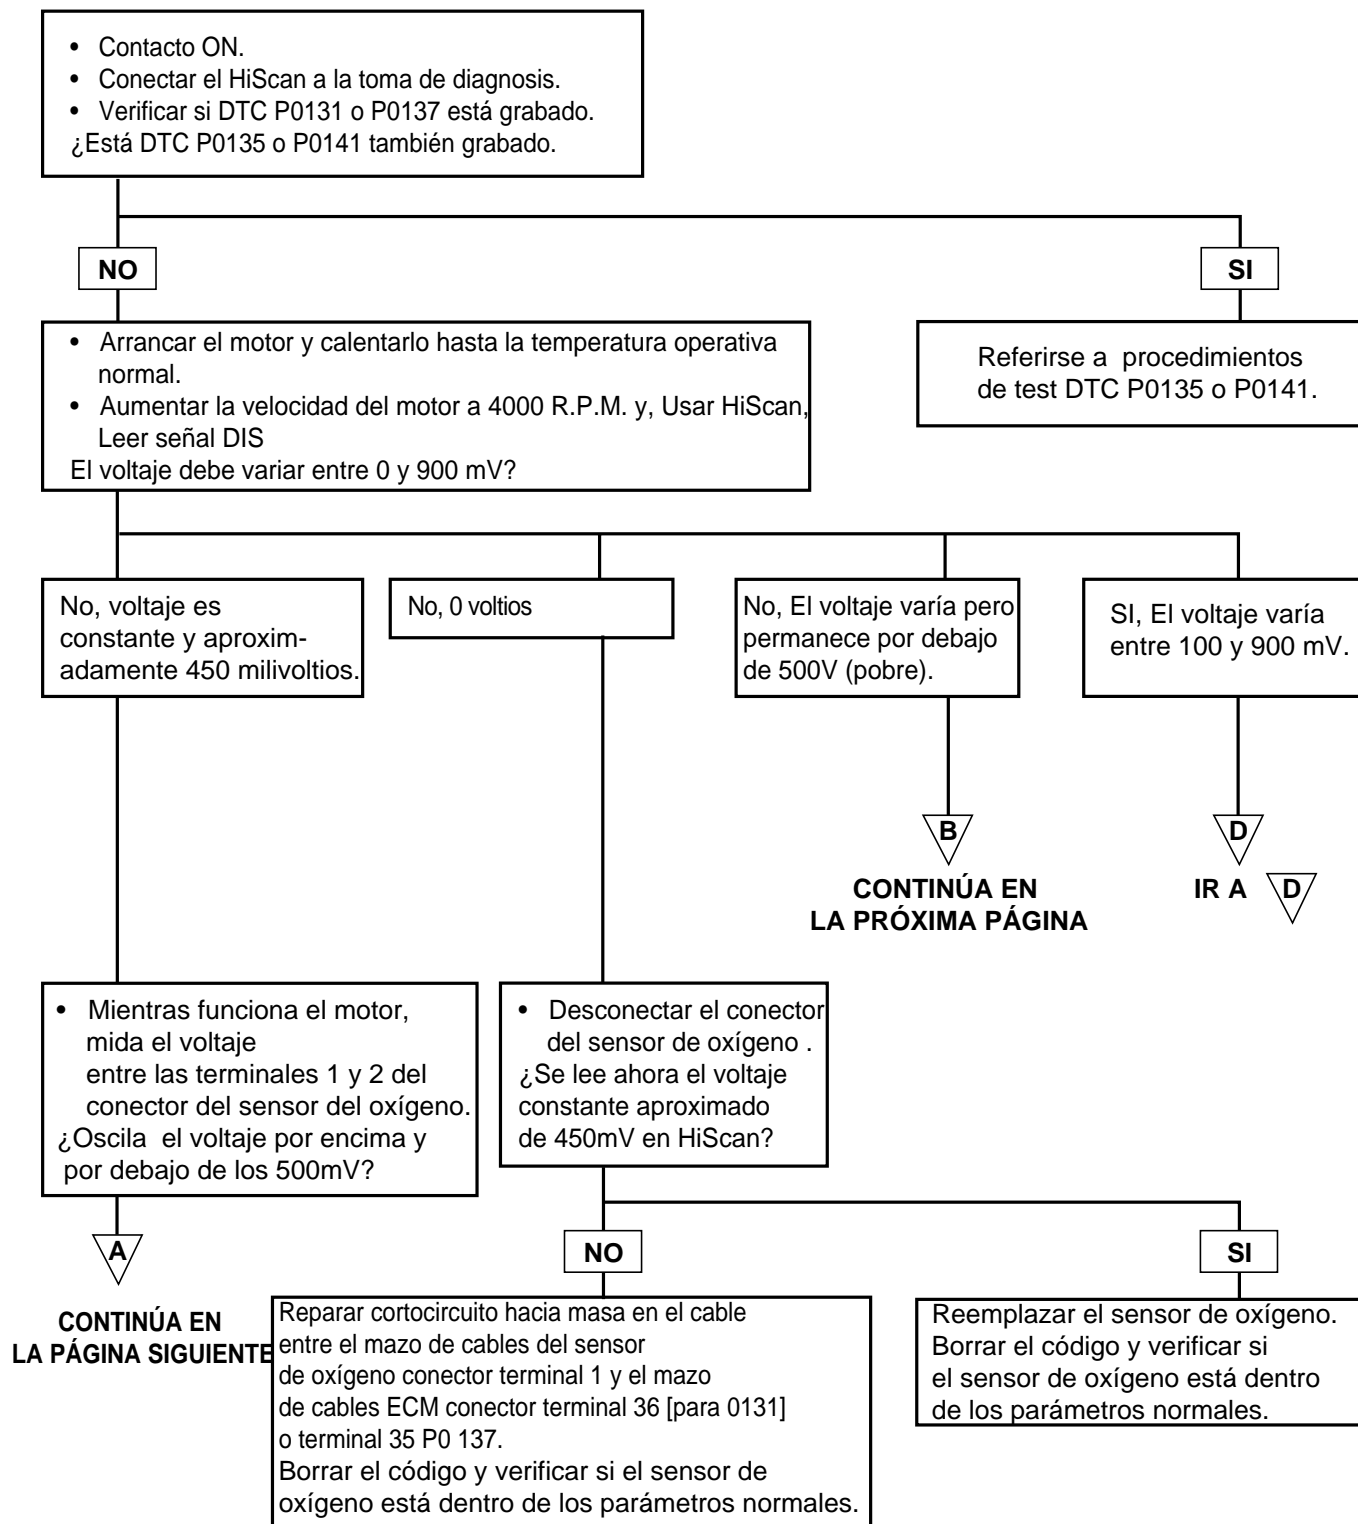 • Contacto ON.
• Conectar el HiScan a la toma de diagnosis.
• Verificar si DTC P0131 o P0137 está grabado.
¿Está DTC P0135 o P0141 también grabado.
NO
SI
• Arrancar el motor y calentarlo hasta la temperatura operativa
normal.
• Aumentar la velocidad del motor a 4000 R.P.M. y, Usar HiScan,
Leer señal DIS
El voltaje debe variar entre 0 y 900 mV?
Referirse a procedimientos
de test DTC P0135 o P0141.
No, voltaje es
constante y aproxim-
adamente 450 milivoltios.
No, 0 voltios
No, El voltaje varía pero
permanece por debajo
de 500V (pobre).
SI, El voltaje varía
entre 100 y 900 mV.
B
CONTINÚA EN
LA PRÓXIMA PÁGINA
D
IR A D
• Mientras funciona el motor,
mida el voltaje
entre las terminales 1 y 2 del
conector del sensor del oxígeno.
¿Oscila el voltaje por encima y
por debajo de los 500mV?
• Desconectar el conector
del sensor de oxígeno .
¿Se lee ahora el voltaje
constante aproximado
de 450mV en HiScan?
A
CONTINÚA EN
LA PÁGINA SIGUIENTE
NO
SI
Reparar cortocircuito hacia masa en el cable
entre el mazo de cables del sensor
de oxígeno conector terminal 1 y el mazo
de cables ECM conector terminal 36 [para 0131]
o terminal 35 P0 137.
Borrar el código y verificar si el sensor de
oxígeno está dentro de los parámetros normales.
Reemplazar el sensor de oxígeno.
Borrar el código y verificar si
el sensor de oxígeno está dentro
de los parámetros normales.